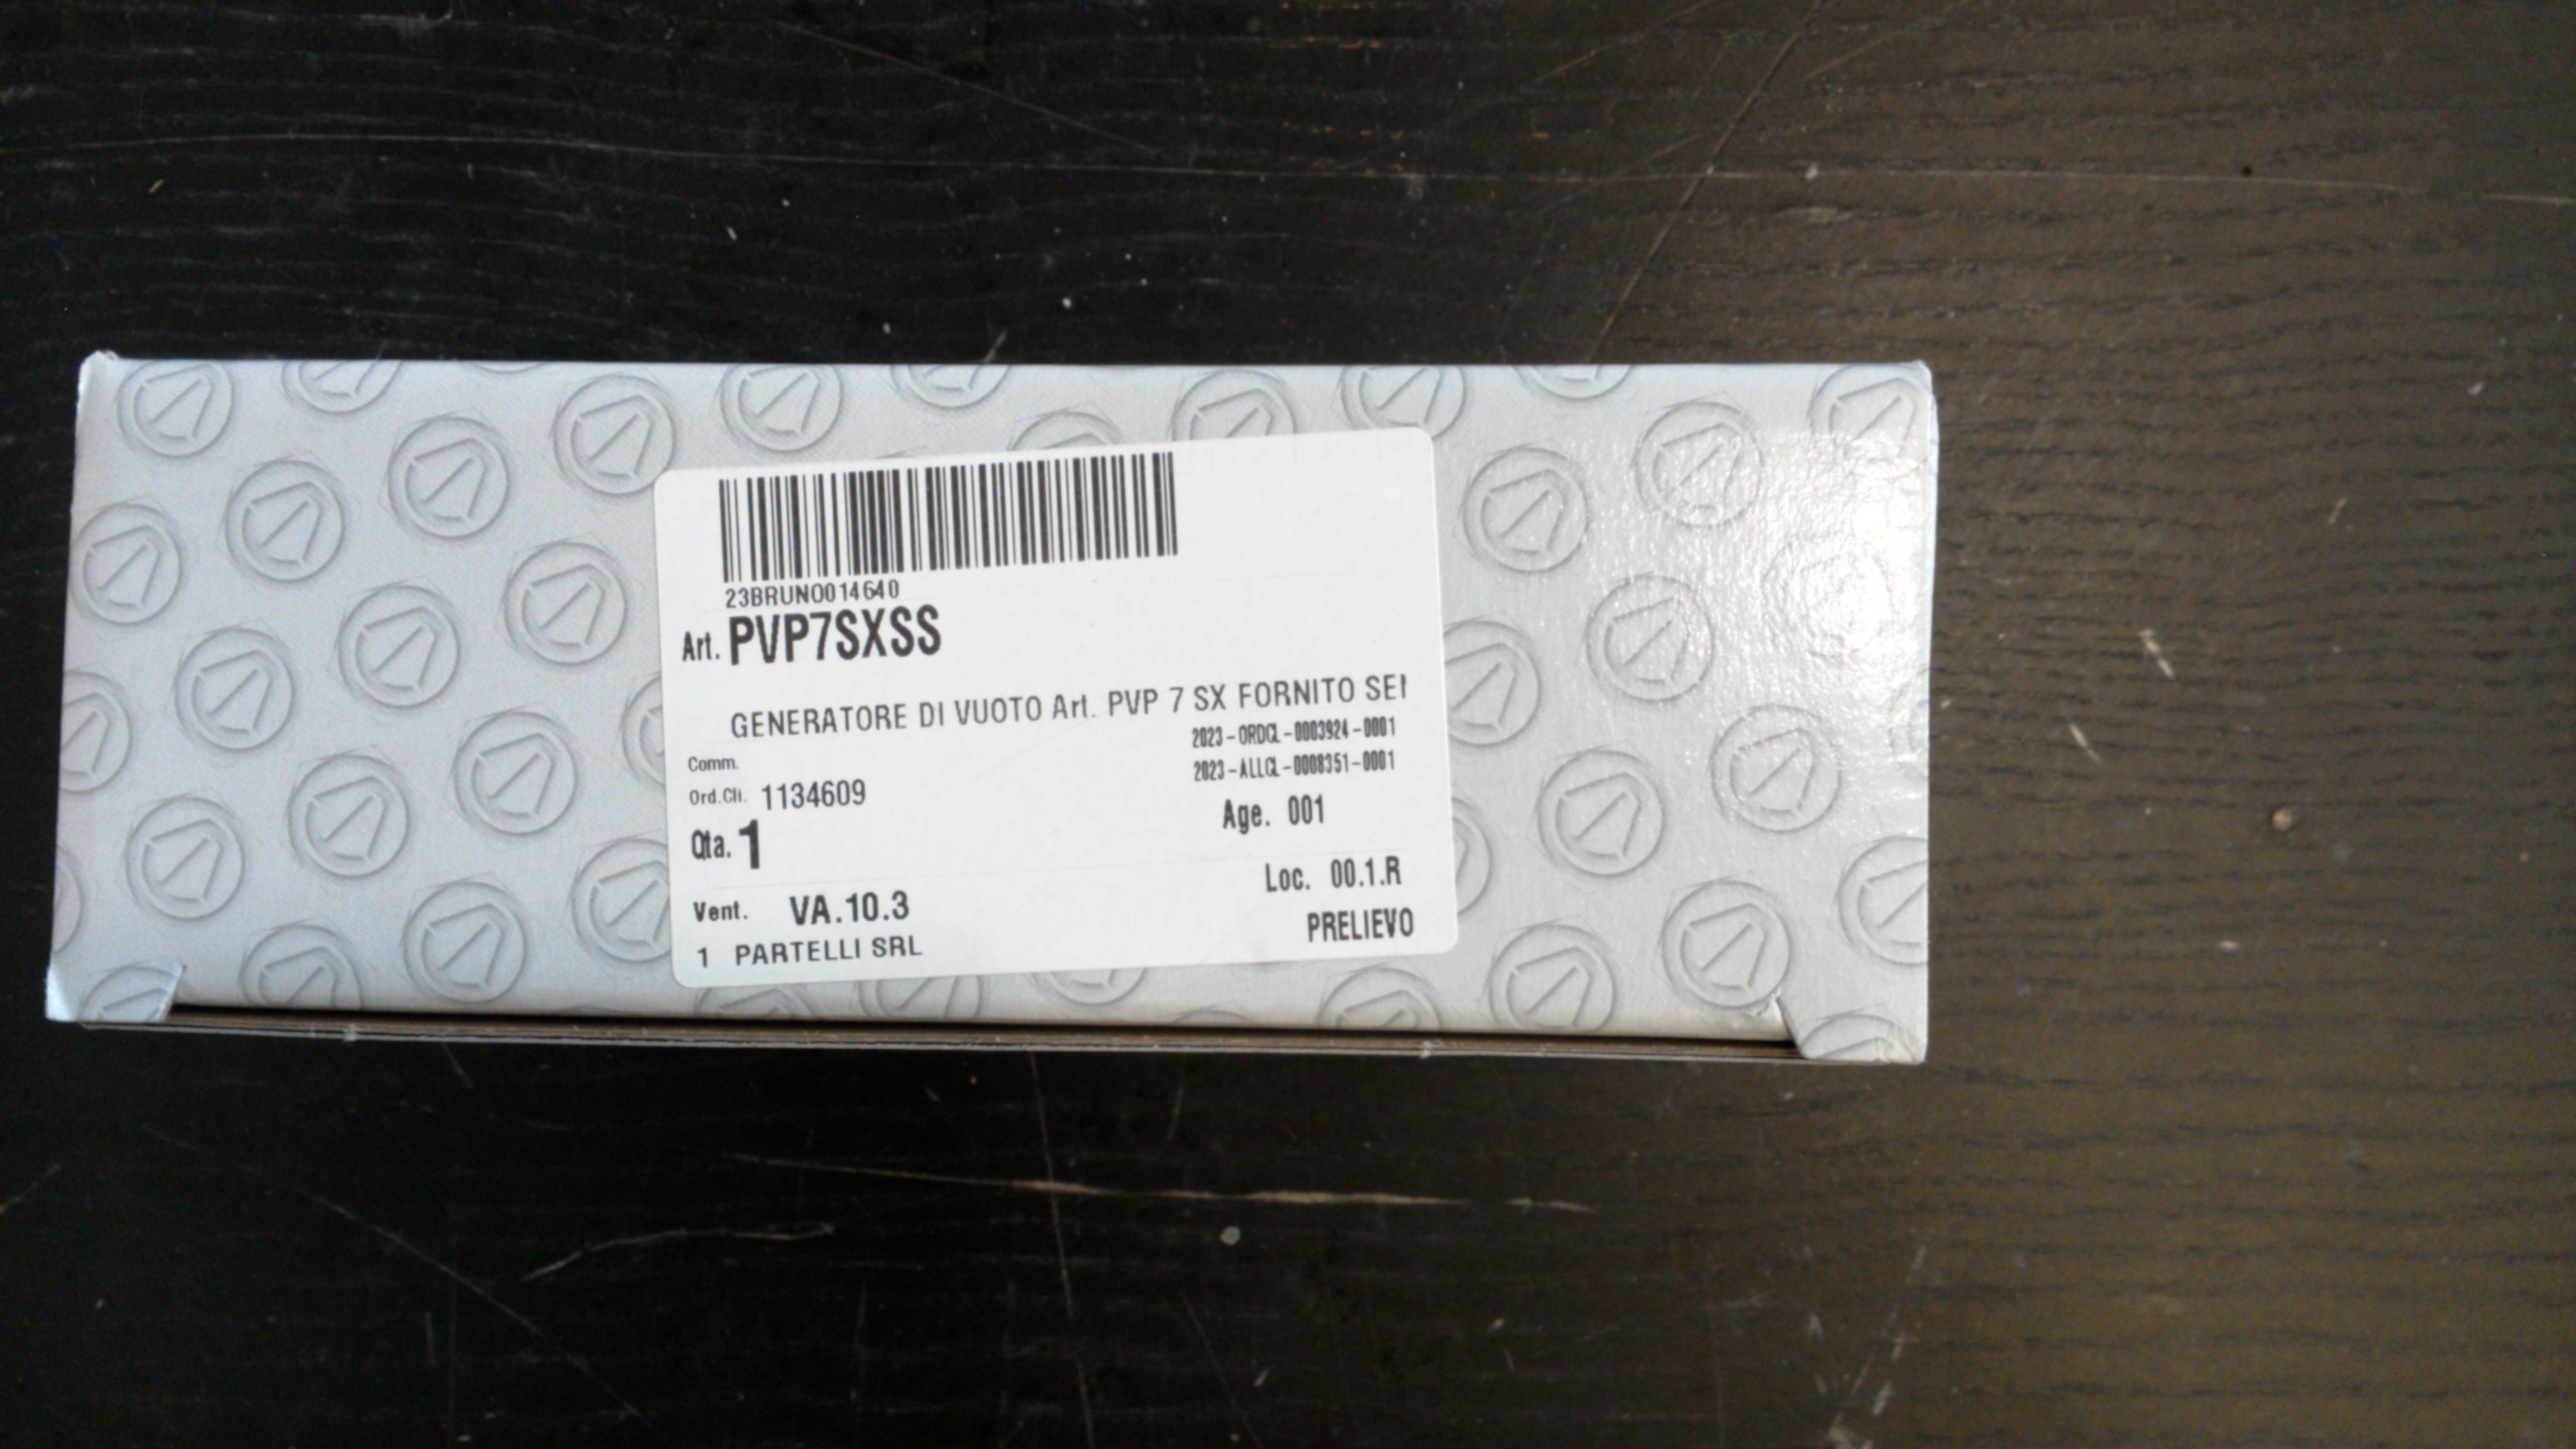 23BRUNO014640
Art. PVP7SXSS
GENERATORE DI VUOTO Art. PVP 7 SX FORNITO SEI
2023-ORDCL-0003924-0001
Comm.
2023-ALLCL-0008351-0001
Ord.Cli. 1134609
Age. 001
Qta. 1
Loc. 00.1.R
Vent. VA.10.3
PRELIEVO
1 PARTELLI SRL